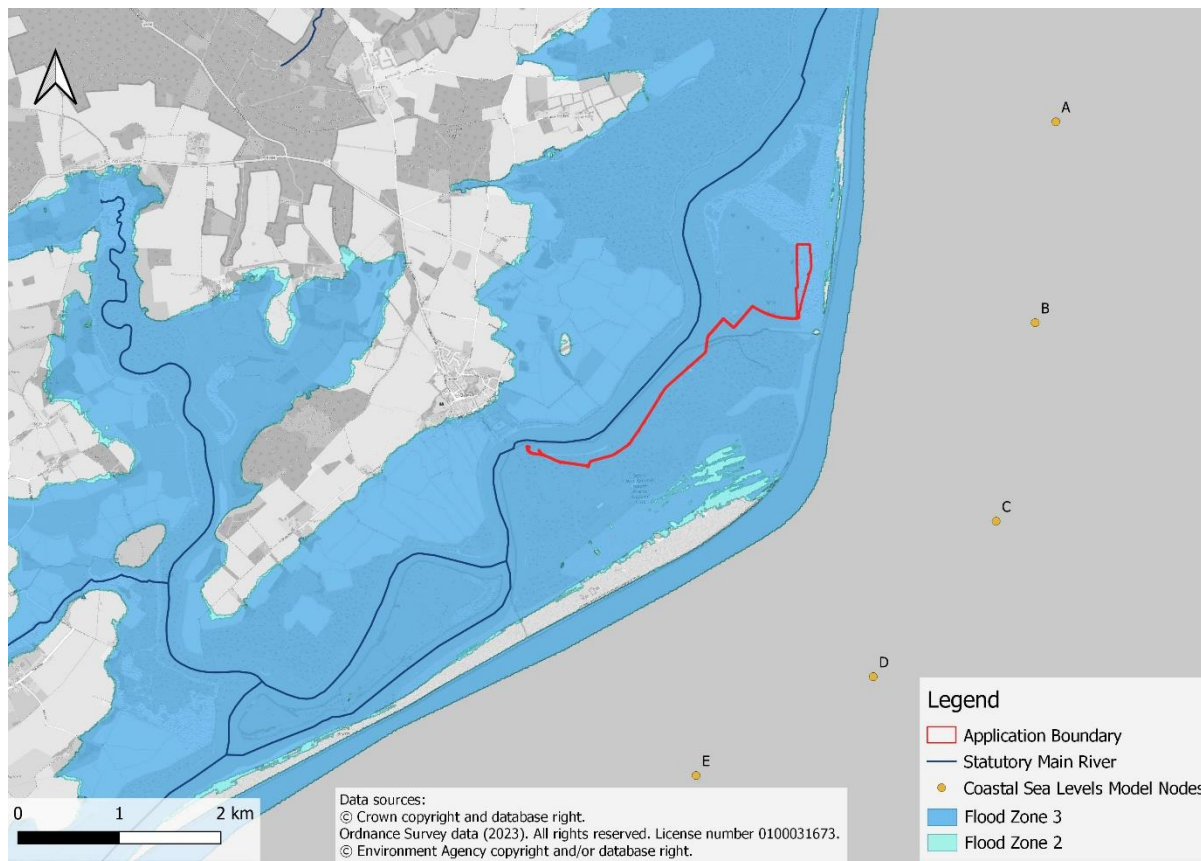 A
B
C
D
E
0 1 2 km
Data sources:
© Crown copyright and database right.
Ordnance Survey data (2023). All rights reserved. License number 0100031673.
© Environment Agency copyright and/or database right.
Legend
Application Boundary
Statutory Main River
Coastal Sea Levels Model Nodes
Flood Zone 3
Flood Zone 2